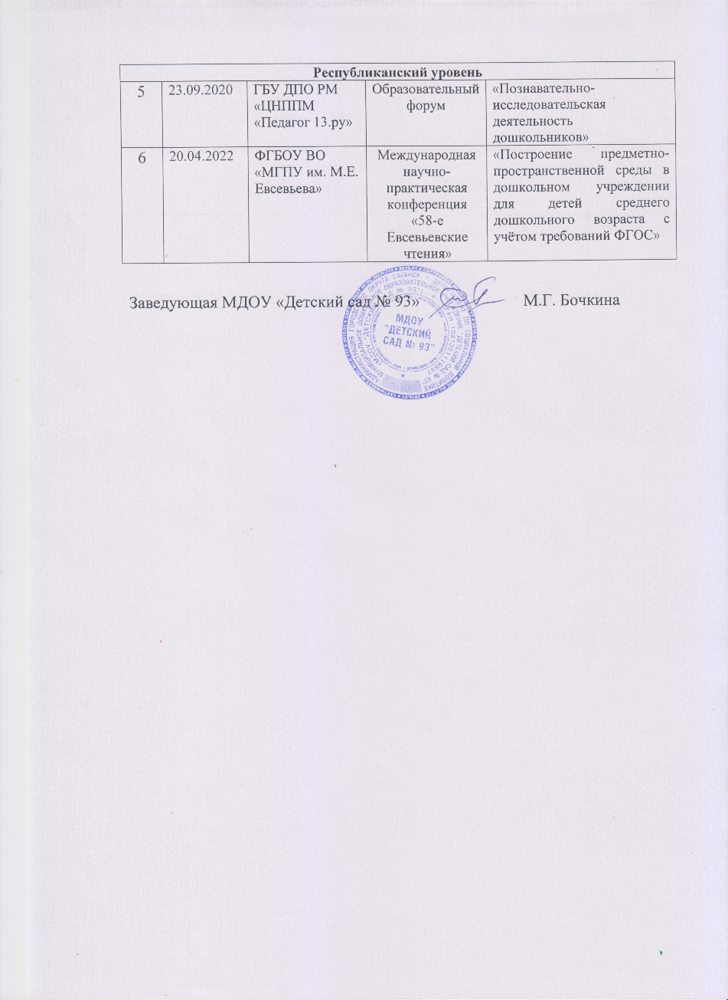 Республиканский уровень
5
23.09.2020
ГБУ ДПО РМ
«ЦНППМ
«Педагог 13.ру»
Образовательный
форум
«Познавательно-
исследовательская
деятельность
дошкольников»
6
20.04.2022
ФГБОУ ВО
«МГПУ им. М.Е.
Евсевьева»
Международная
научно-
практическая
конференция
«58-е
Евсевьевские
чтения»
«Построение предметно-
пространственной среды в
дошкольном учреждении
для детей среднего
дошкольного возраста с
учётом требований ФГОС»
Заведующая МДОУ «Детский сад № 93» М.Г. Бочкина
МДОУ
"ДЕТСКИЙ
САД № 93"